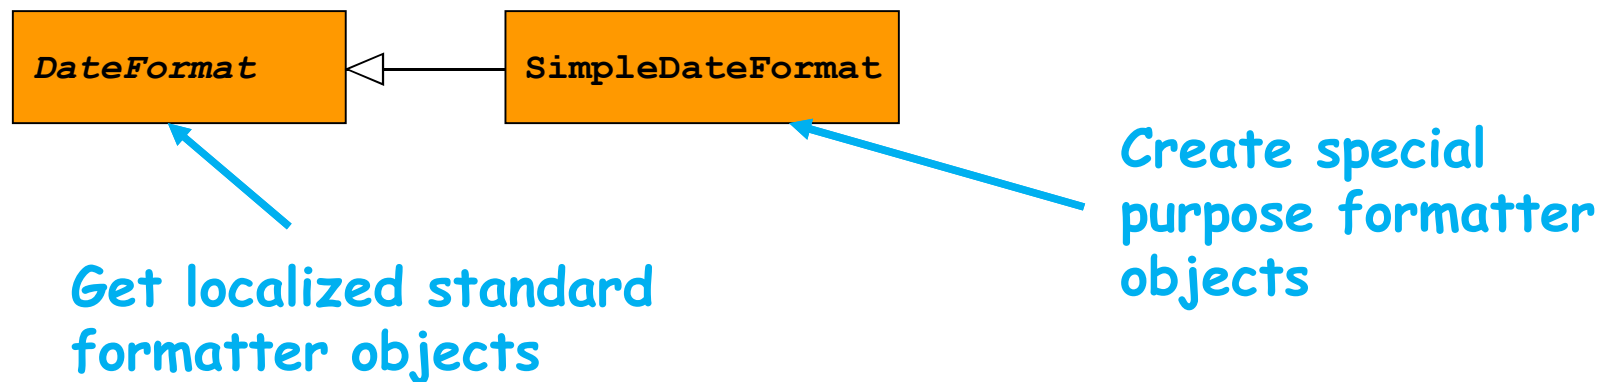 DateFormat
SimpleDateFormat
Create special
purpose formatter
objects
Get localized standard
formatter objects